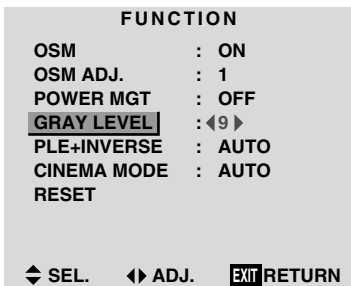 FUNCTION
OSM : ON
OSM ADJ. : 1
POWER MGT : OFF
GRAY LEVEL : ◀9▶
PLE+INVERSE : AUTO
CINEMA MODE : AUTO
RESET
SEL. ADJ. EXIT RETURN